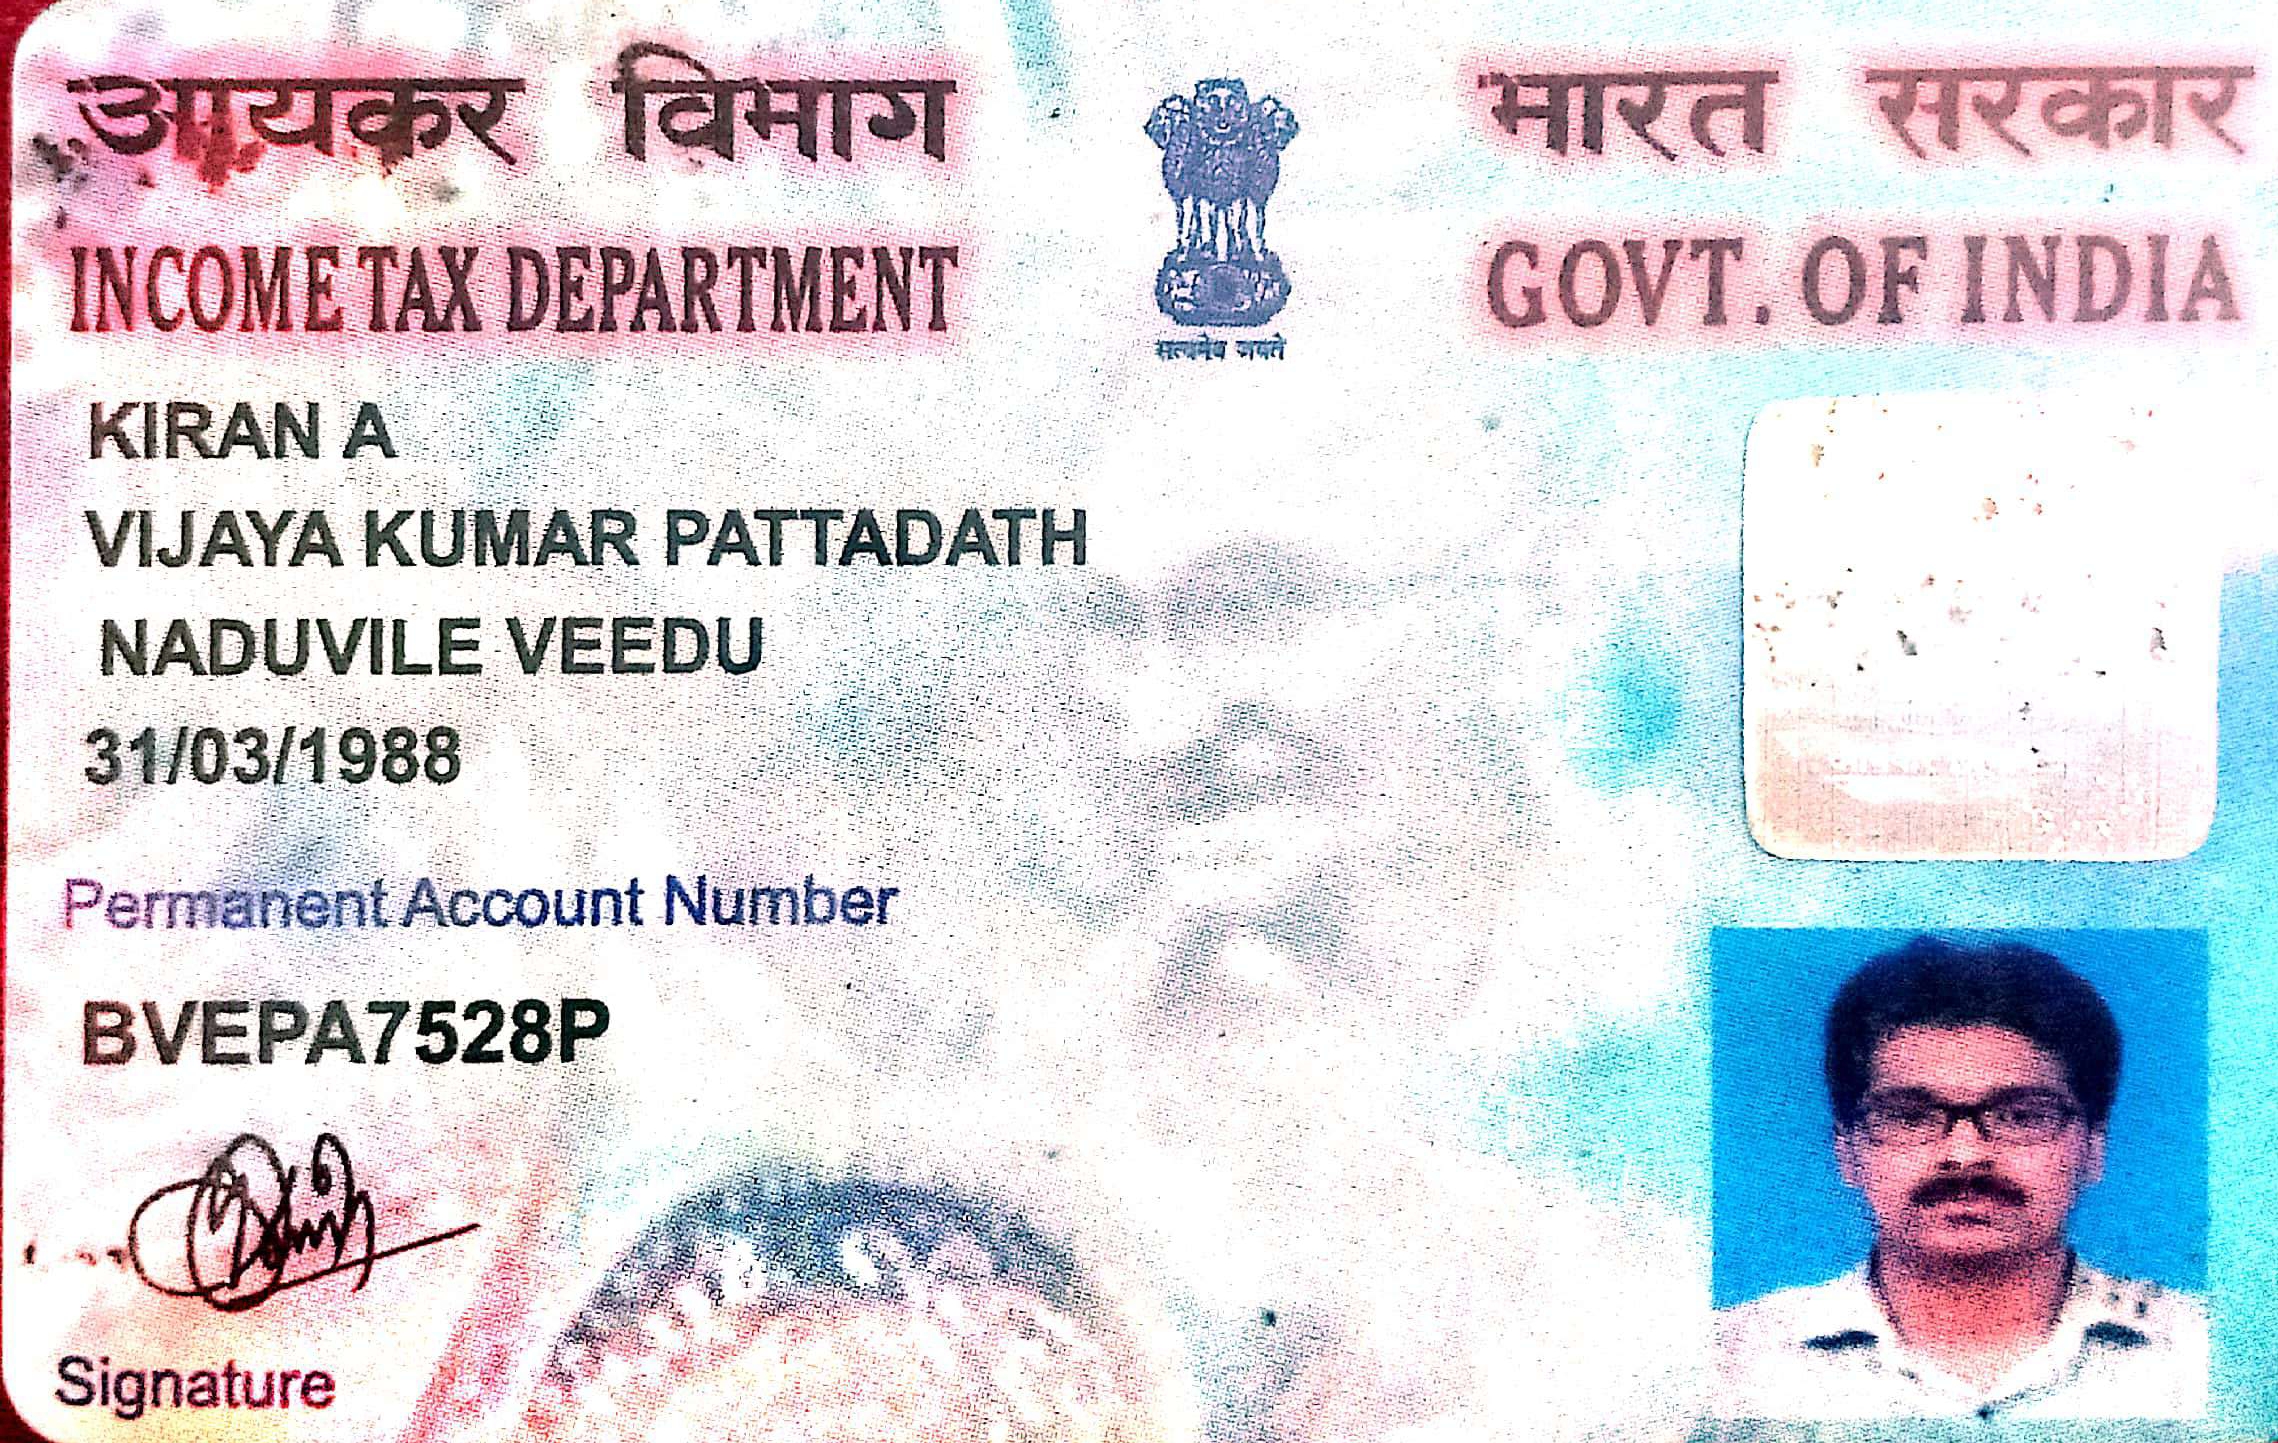 आयकर विभाग
INCOME TAX DEPARTMENT
सत्यमेव जयते
भारत सरकार
GOVT. OF INDIA
KIRAN A
VIJAYA KUMAR PATTADATH
NADUVILE VEEDU
31/03/1988
Permanent Account Number
BVEPA7528P
Signature